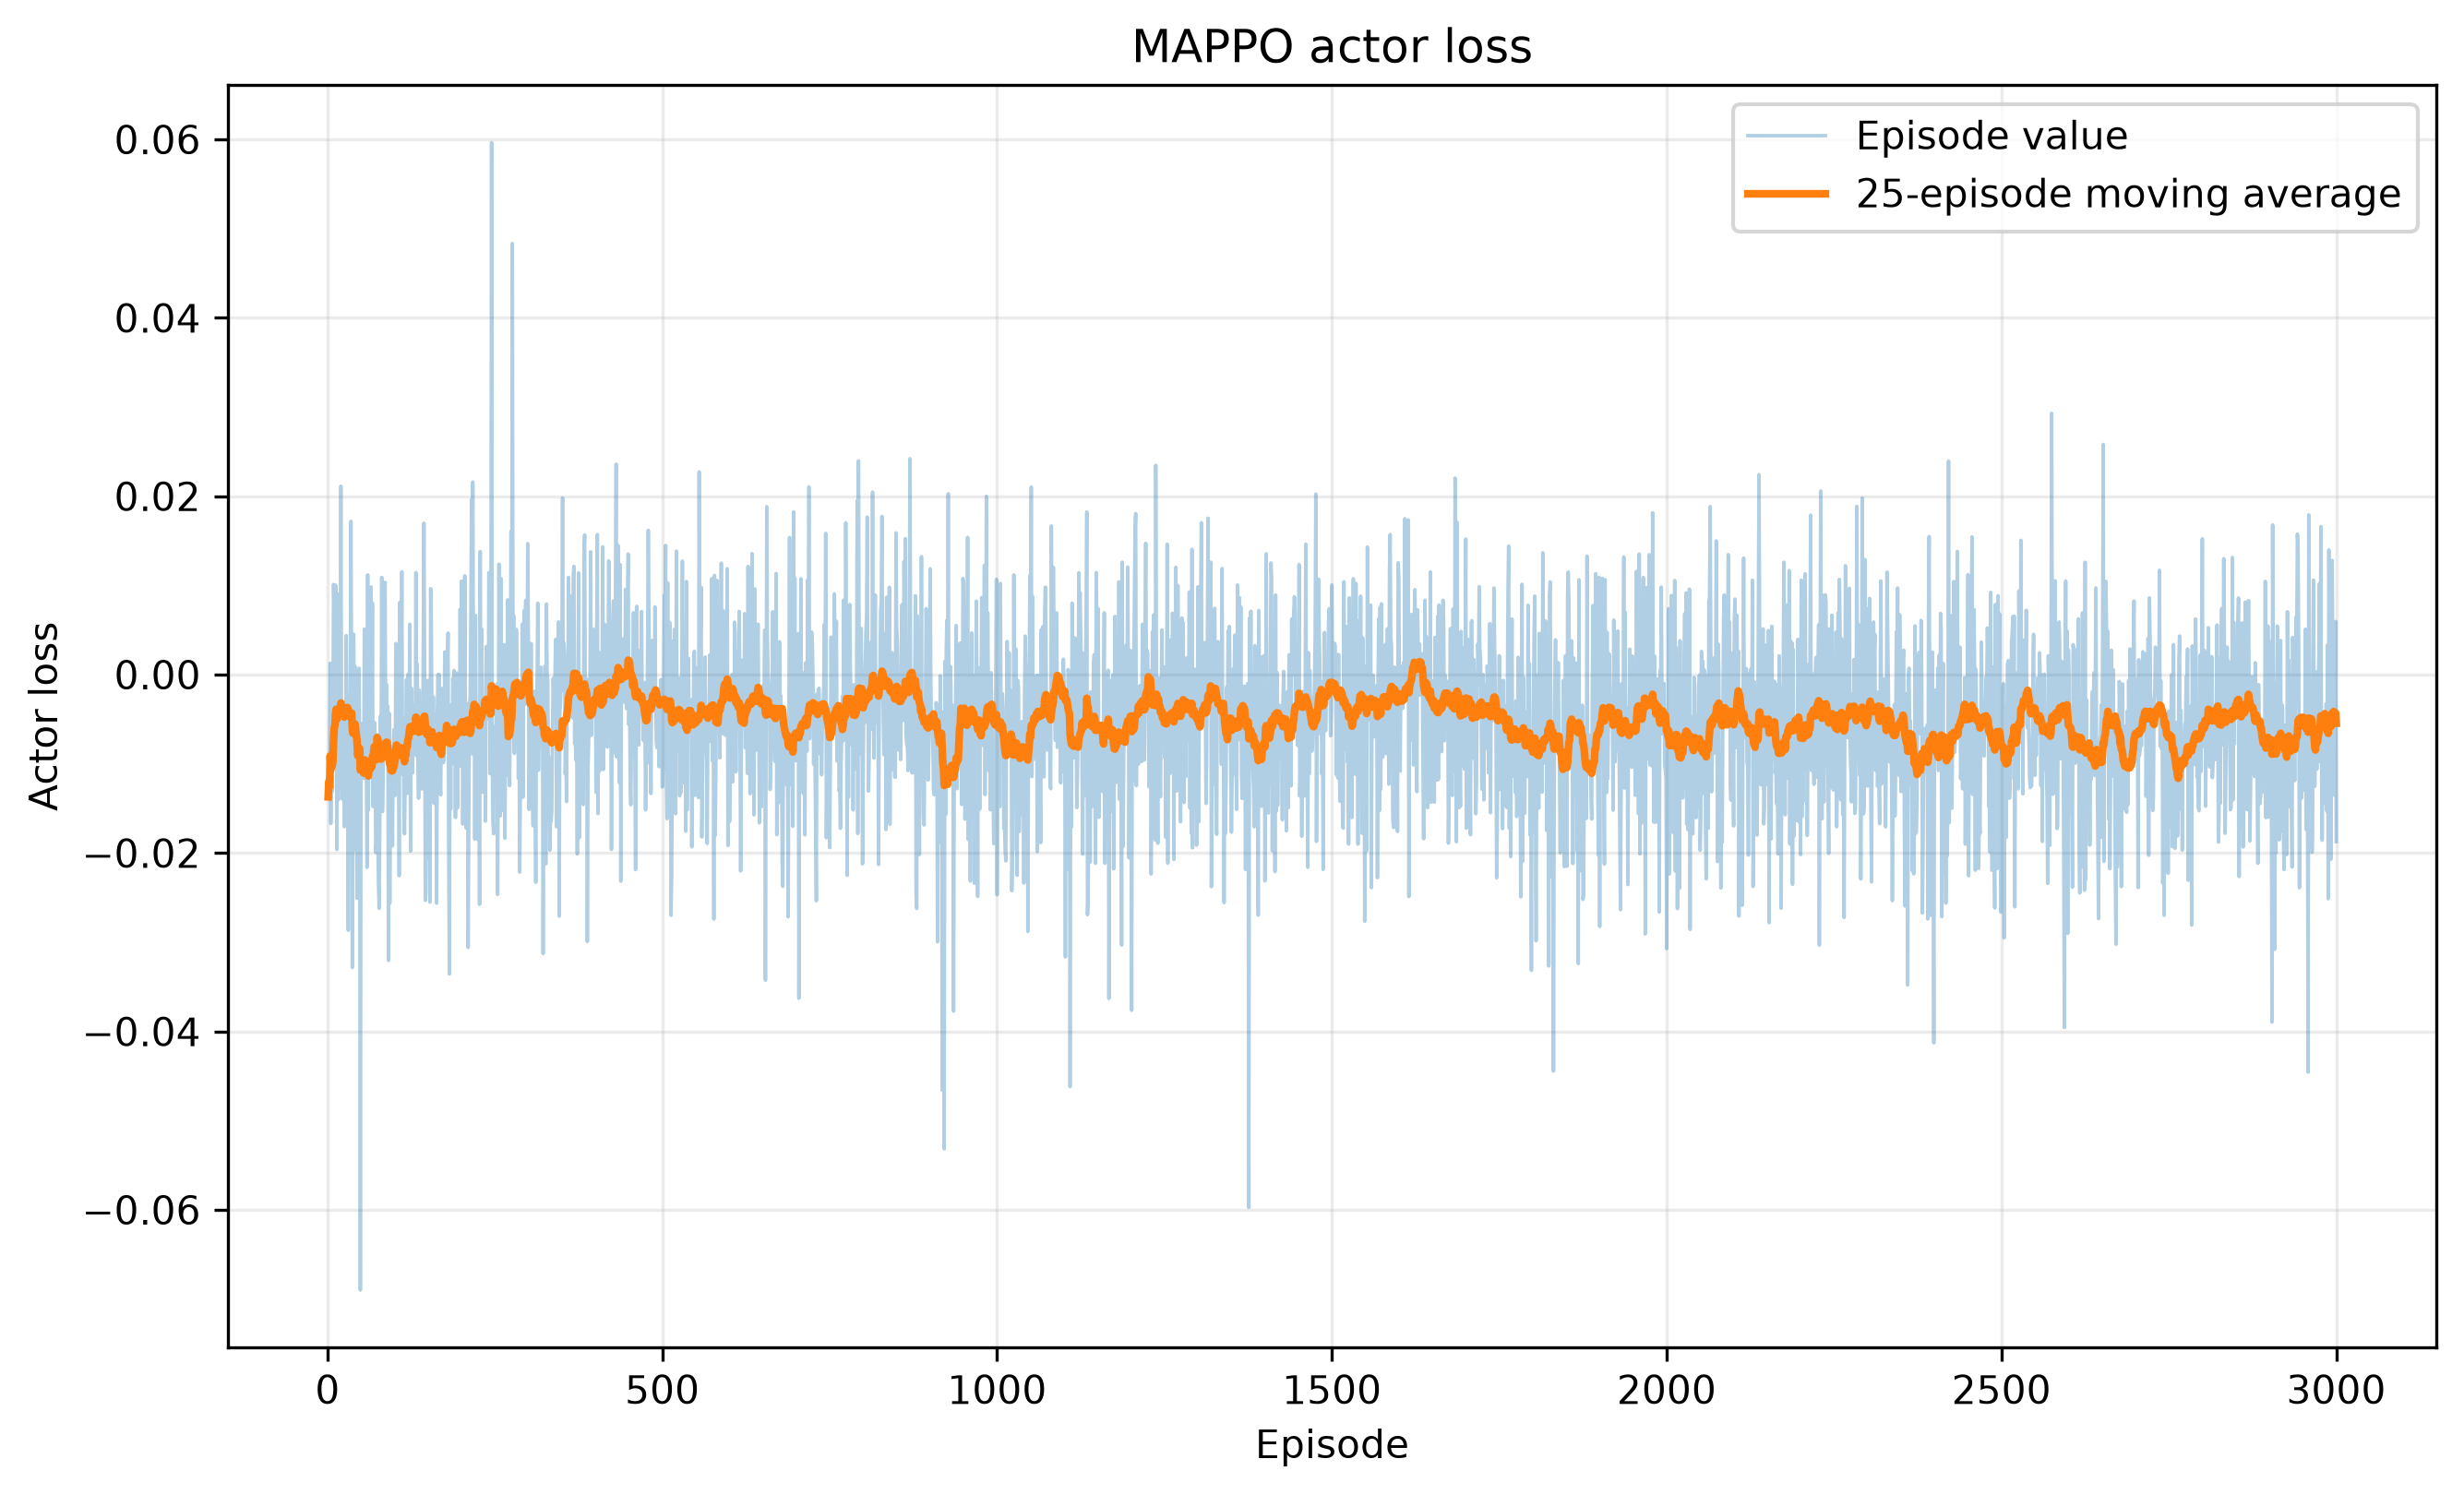 MAPPO actor loss
Episode value
25-episode moving average
Actor loss
0.06
0.04
0.02
0.00
−0.02
−0.04
−0.06
0 500 1000 1500 2000 2500 3000
Episode